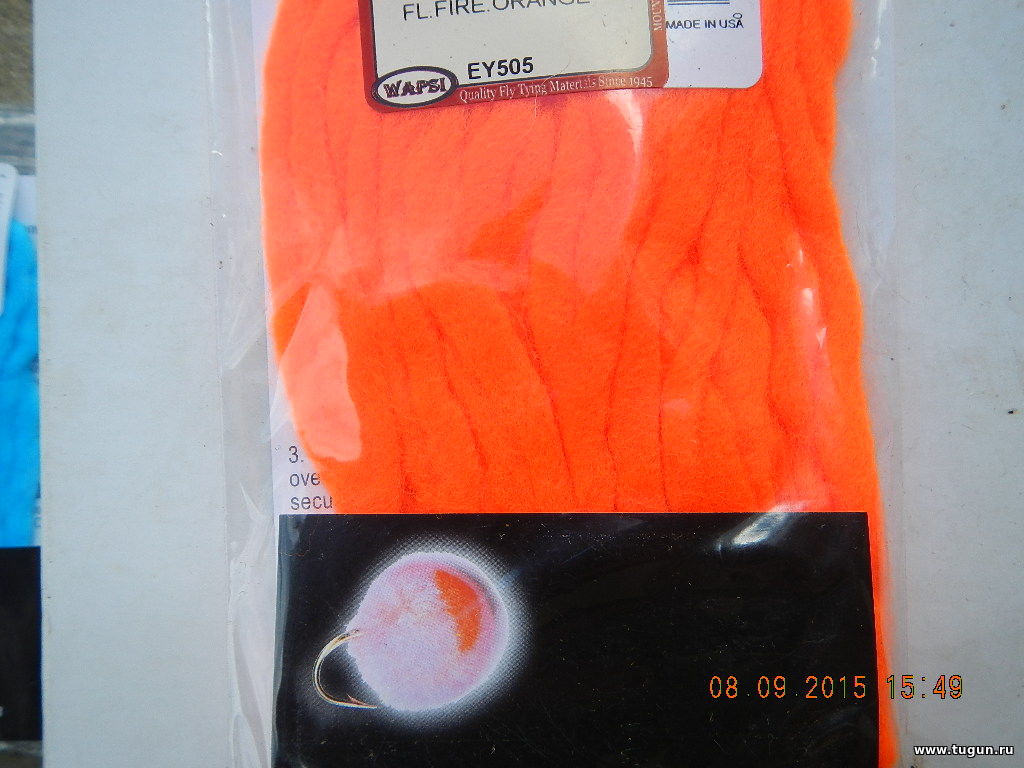 FL.FIRE.ORANGE
MADE IN USA
EY505
WAPSI
Quality Fly Tying Materials Since 1945
3.
ove
secu
08.09.2015 15:49
www.tugun.ru